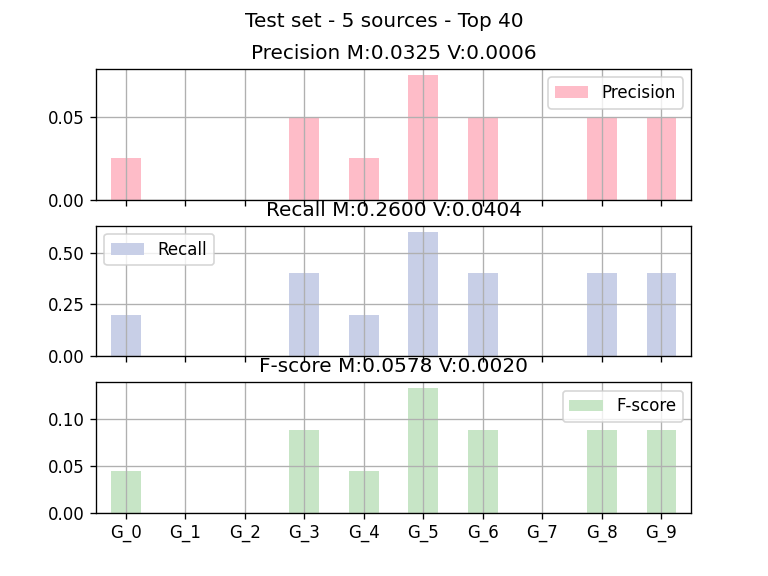 Test set - 5 sources - Top 40
Precision M:0.0325 V:0.0006
Precision
0.05
0.00
Recall M:0.2600 V:0.0404
Recall
0.50
0.25
0.00
F-score M:0.0578 V:0.0020
F-score
0.10
0.05
0.00
G_0 G_1 G_2 G_3 G_4 G_5 G_6 G_7 G_8 G_9